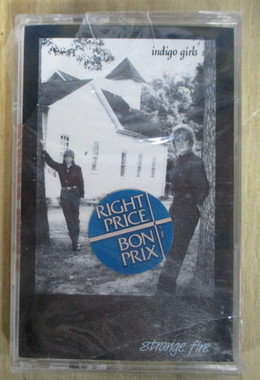 indigo girls
RIGHT
PRICE
BON
PRIX
strange fire